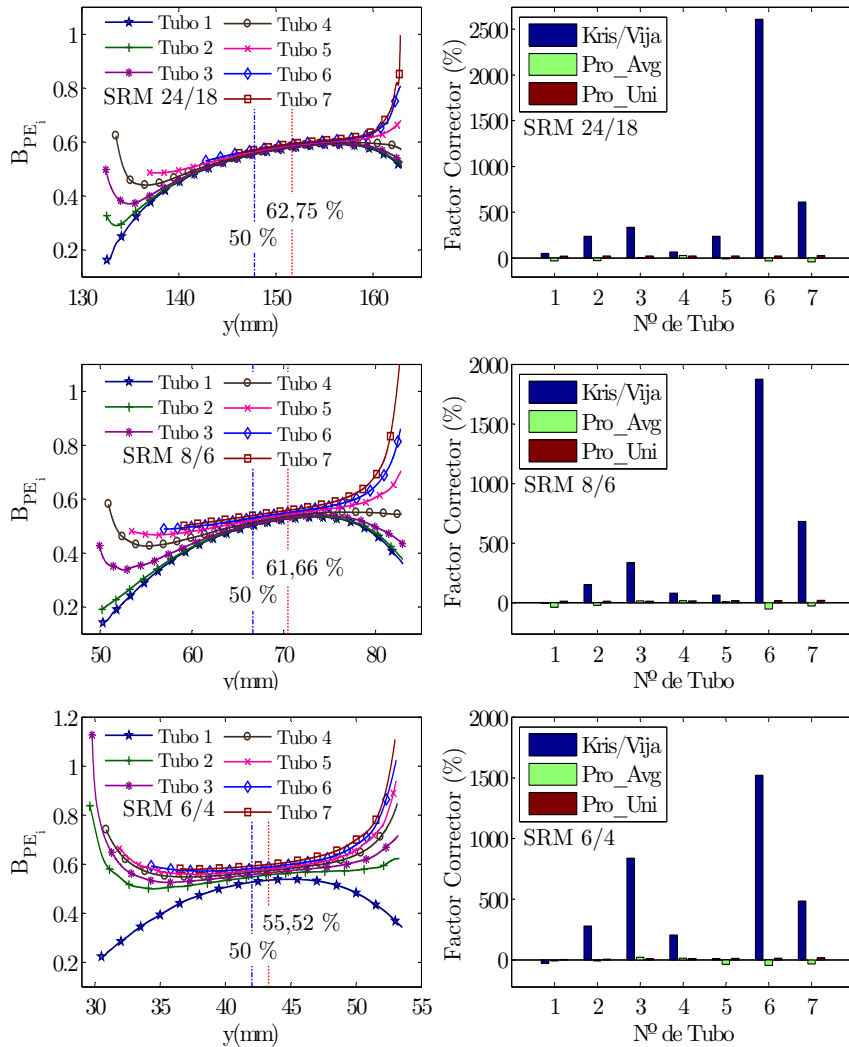 Tubo 1
Tubo 2
Tubo 3
Tubo 4
Tubo 5
Tubo 6
Tubo 7
SRM 24/18
62,75 %
50 %
B_PE_i
1
0.8
0.6
0.4
0.2
130 140 150 160
y(mm)
Kris/Vija
Pro_Avg
Pro_Uni
SRM 24/18
Factor Corrector (%)
2500
2000
1500
1000
500
0
1 2 3 4 5 6 7
Nº de Tubo
Tubo 1
Tubo 2
Tubo 3
Tubo 4
Tubo 5
Tubo 6
Tubo 7
SRM 8/6
61,66 %
50 %
B_PE_i
1
0.8
0.6
0.4
0.2
50 60 70 80
y(mm)
Kris/Vija
Pro_Avg
Pro_Uni
SRM 8/6
Factor Corrector (%)
2000
1500
1000
500
0
1 2 3 4 5 6 7
Nº de Tubo
Tubo 1
Tubo 2
Tubo 3
Tubo 4
Tubo 5
Tubo 6
Tubo 7
SRM 6/4
55,52 %
50 %
B_PE_i
1.2
1
0.8
0.6
0.4
0.2
30 35 40 45 50 55
y(mm)
Kris/Vija
Pro_Avg
Pro_Uni
SRM 6/4
Factor Corrector (%)
2000
1500
1000
500
0
1 2 3 4 5 6 7
Nº de Tubo